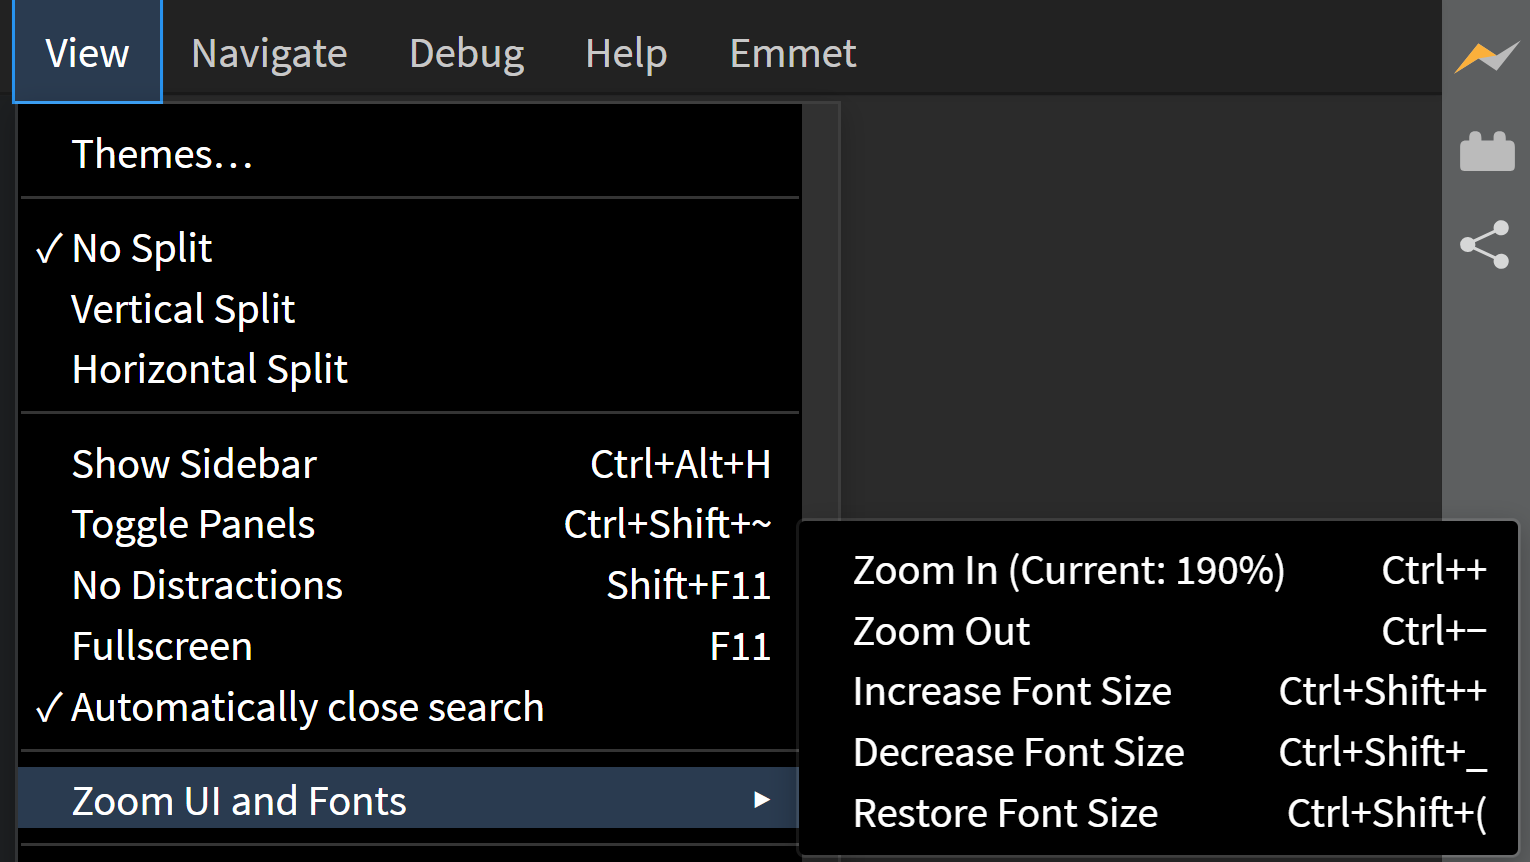 View Navigate Debug Help Emmet
Themes…
✓ No Split
Vertical Split
Horizontal Split
Show Sidebar Ctrl+Alt+H
Toggle Panels Ctrl+Shift+~
No Distractions Shift+F11
Fullscreen F11
✓ Automatically close search
Zoom UI and Fonts ▸
Zoom In (Current: 190%) Ctrl++
Zoom Out Ctrl+−
Increase Font Size Ctrl+Shift++
Decrease Font Size Ctrl+Shift+_
Restore Font Size Ctrl+Shift+(